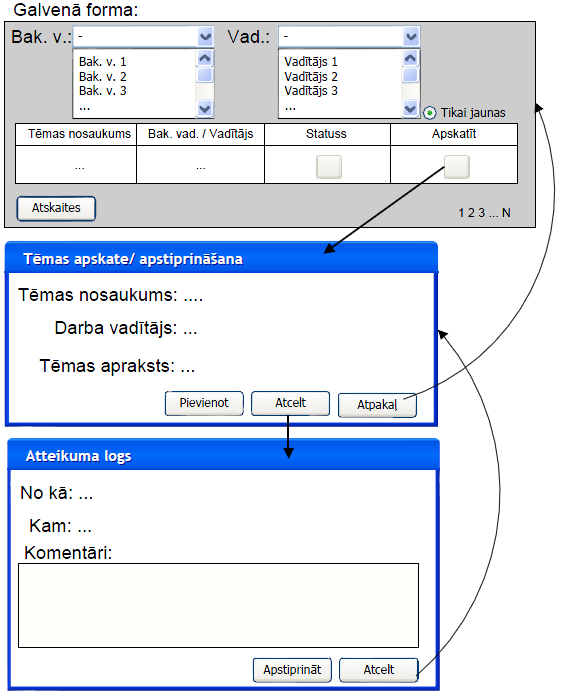 Galvenā forma:
Bak. v.: - Vad.: -
Bak. v. 1 Vadītājs 1
Bak. v. 2 Vadītājs 2
Bak. v. 3 Vadītājs 3
... ...
Tikai jaunas
Tēmas nosaukums Bak. vad. / Vadītājs Statuss Apskatīt
... ...
Atskaites
1 2 3 ... N
Tēmas apskate/ apstiprināšana
Tēmas nosaukums: ....
Darba vadītājs: ...
Tēmas apraksts: ...
Pievienot Atcelt Atpakaļ
Atteikuma logs
No kā: ...
Kam: ...
Komentāri:
Apstiprināt Atcelt